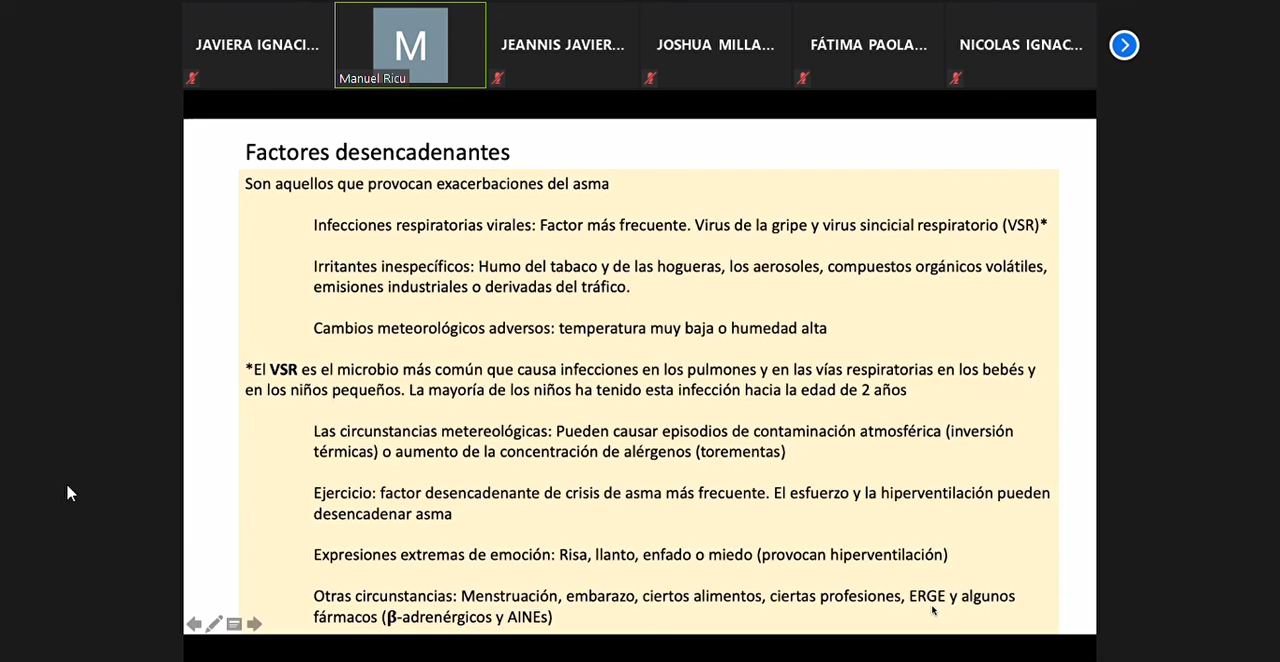 JAVIERA IGNACI...
M
Manuel Ricu
JEANNIS JAVIER...
JOSHUA MILLA...
FÁTIMA PAOLA...
NICOLAS IGNAC...
Factores desencadenantes
Son aquellos que provocan exacerbaciones del asma
Infecciones respiratorias virales: Factor más frecuente. Virus de la gripe y virus sincicial respiratorio (VSR)*
Irritantes inespecíficos: Humo del tabaco y de las hogueras, los aerosoles, compuestos orgánicos volátiles,
emisiones industriales o derivadas del tráfico.
Cambios meteorológicos adversos: temperatura muy baja o humedad alta
*El VSR es el microbio más común que causa infecciones en los pulmones y en las vías respiratorias en los bebés y
en los niños pequeños. La mayoría de los niños ha tenido esta infección hacia la edad de 2 años
Las circunstancias metereológicas: Pueden causar episodios de contaminación atmosférica (inversión
térmicas) o aumento de la concentración de alérgenos (torementas)
Ejercicio: factor desencadenante de crisis de asma más frecuente. El esfuerzo y la hiperventilación pueden
desencadenar asma
Expresiones extremas de emoción: Risa, llanto, enfado o miedo (provocan hiperventilación)
Otras circunstancias: Menstruación, embarazo, ciertos alimentos, ciertas profesiones, ERGE y algunos
fármacos (β-adrenérgicos y AINEs)